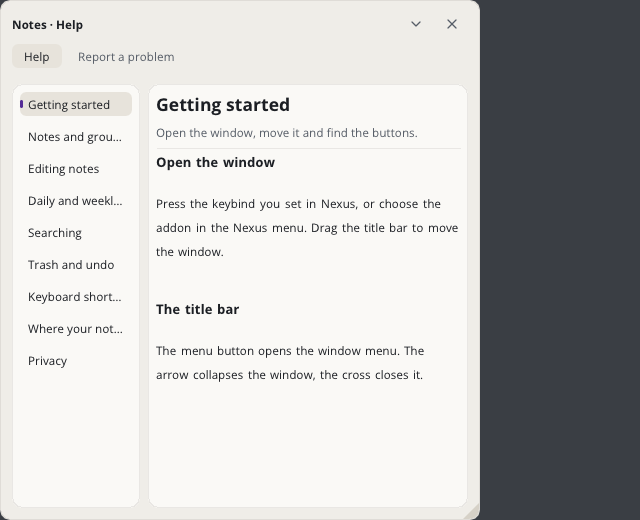 Notes · Help
Help
Report a problem
Getting started
Notes and grou…
Editing notes
Daily and weekl…
Searching
Trash and undo
Keyboard short…
Where your not…
Privacy
Getting started
Open the window, move it and find the buttons.
Open the window
Press the keybind you set in Nexus, or choose the
addon in the Nexus menu. Drag the title bar to move
the window.
The title bar
The menu button opens the window menu. The
arrow collapses the window, the cross closes it.